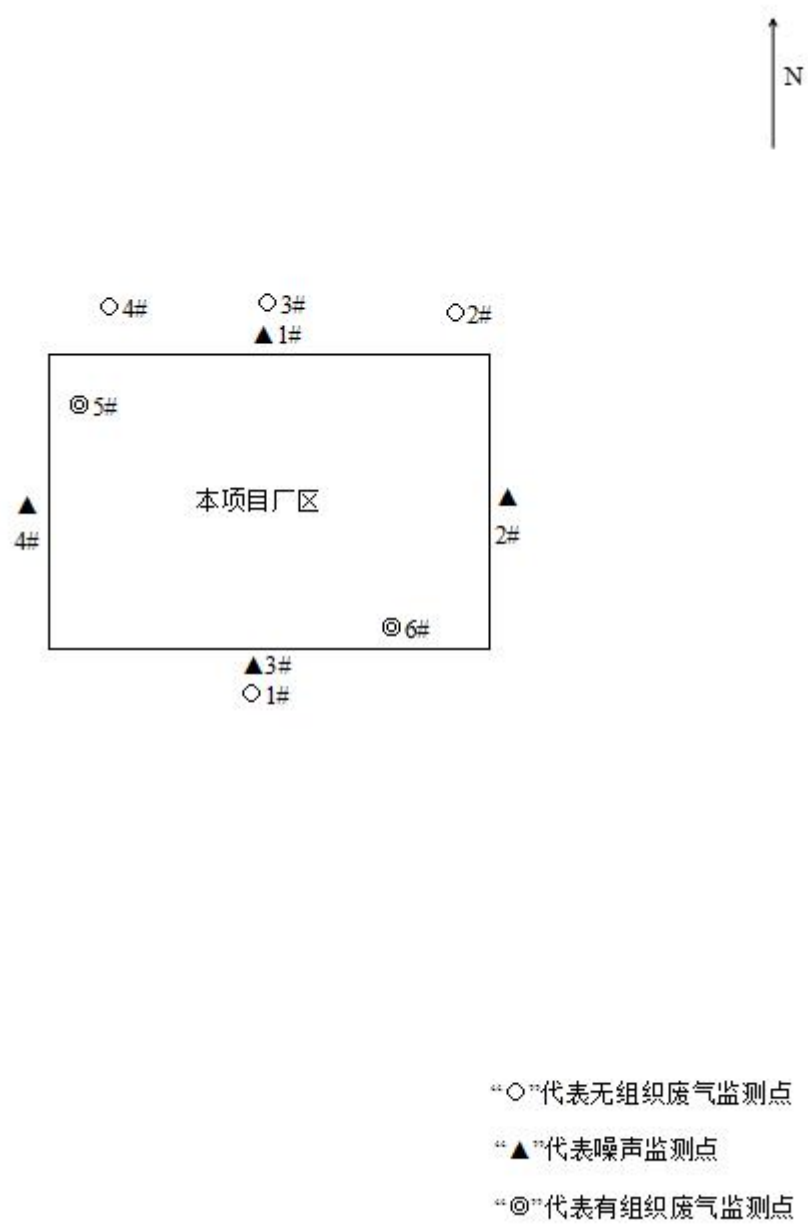 N
○4# ○3# ○2#
▲1#
◎5#
本项目厂区
▲ ▲
4# 2#
◎6#
▲3#
○1#
“○”代表无组织废气监测点
“▲”代表噪声监测点
“◎”代表有组织废气监测点